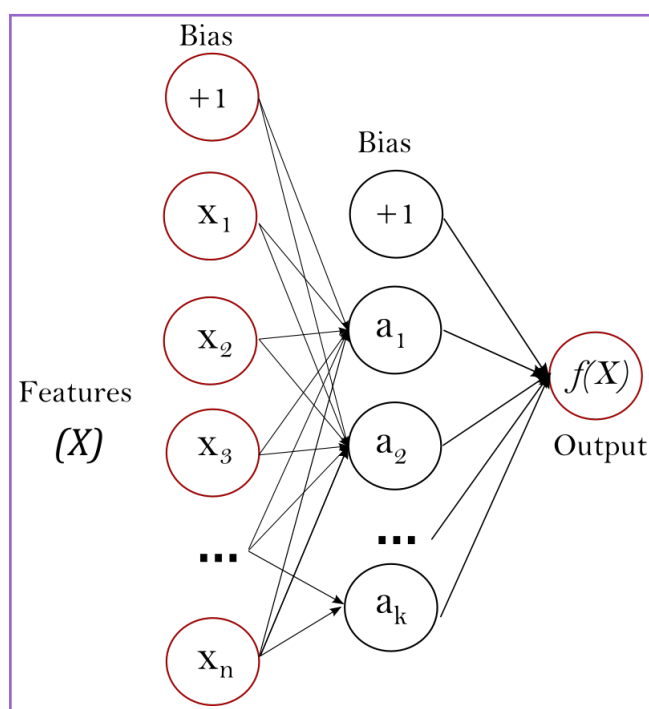 Bias
+1
Bias
x1
+1
x2
a1
Features
(X)
f(X)
x3
a2
Output
...
...
ak
xn